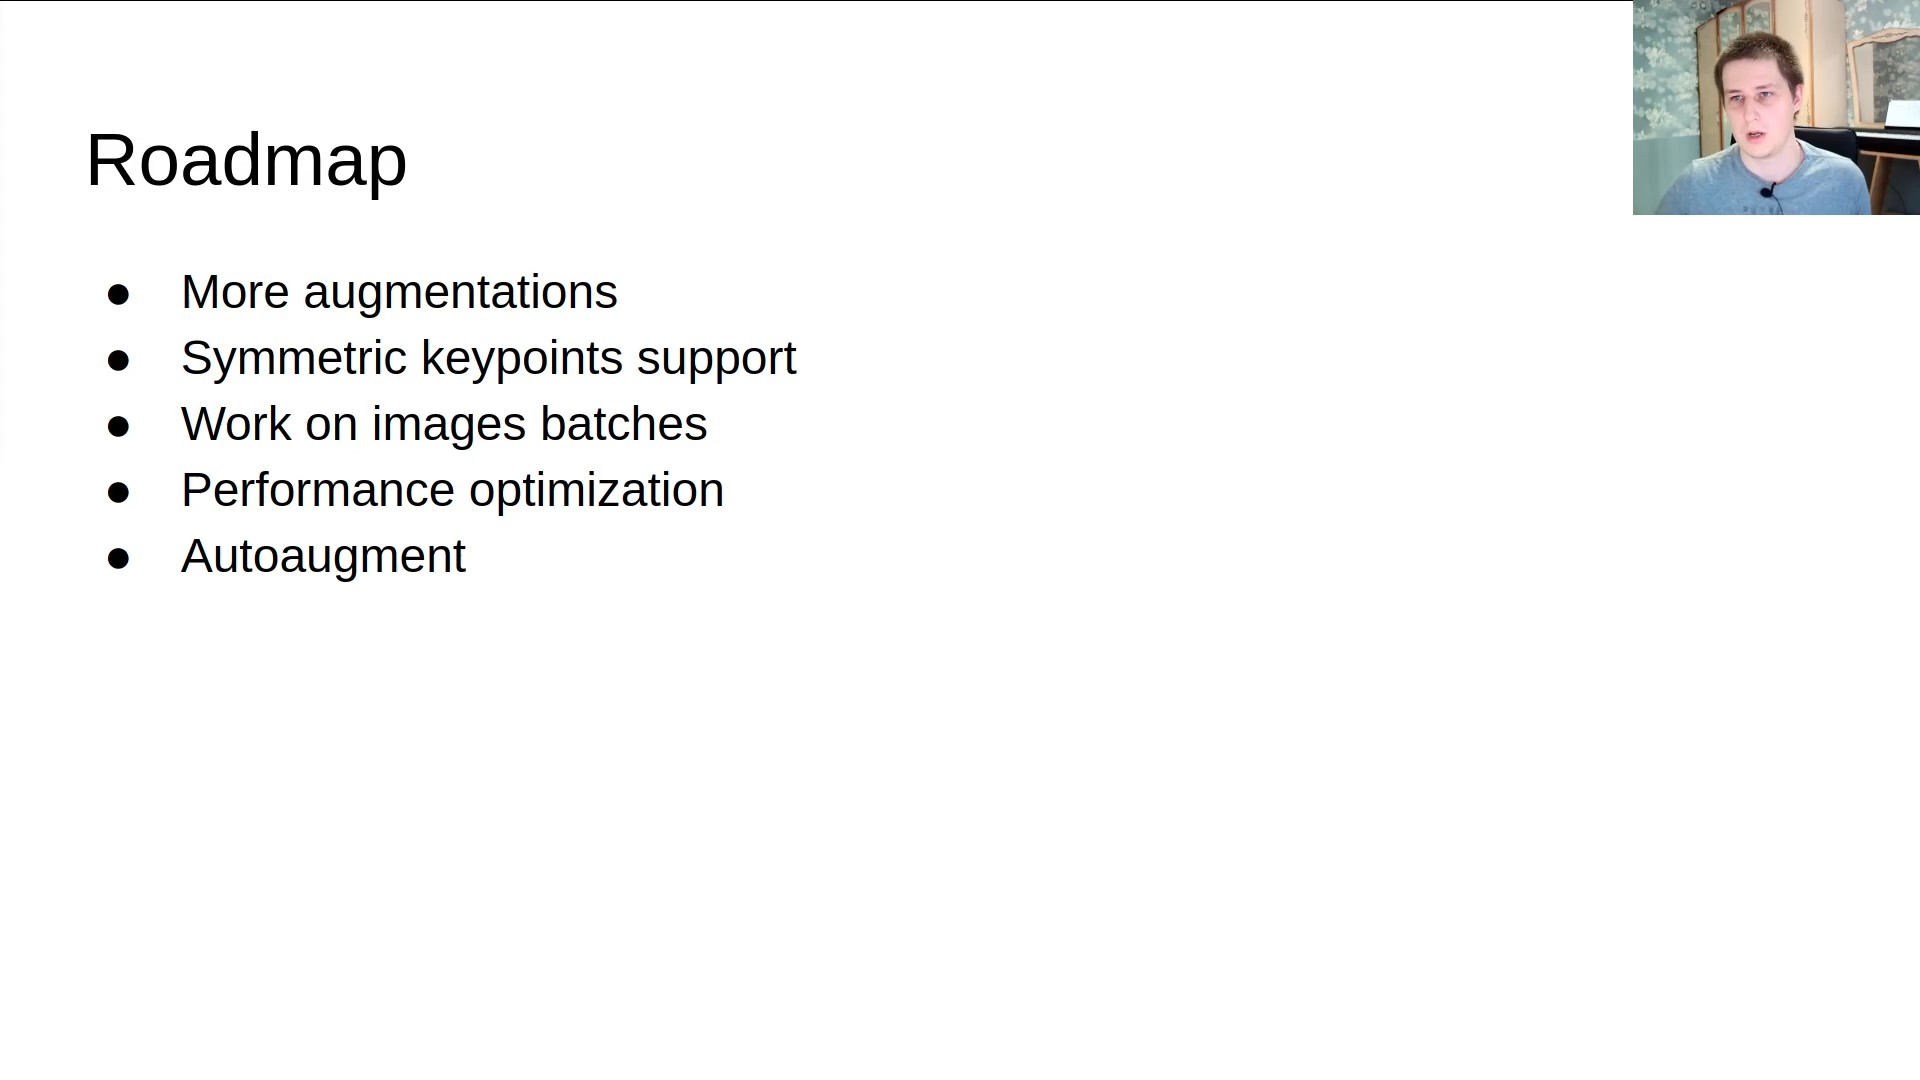 Roadmap
● More augmentations
● Symmetric keypoints support
● Work on images batches
● Performance optimization
● Autoaugment